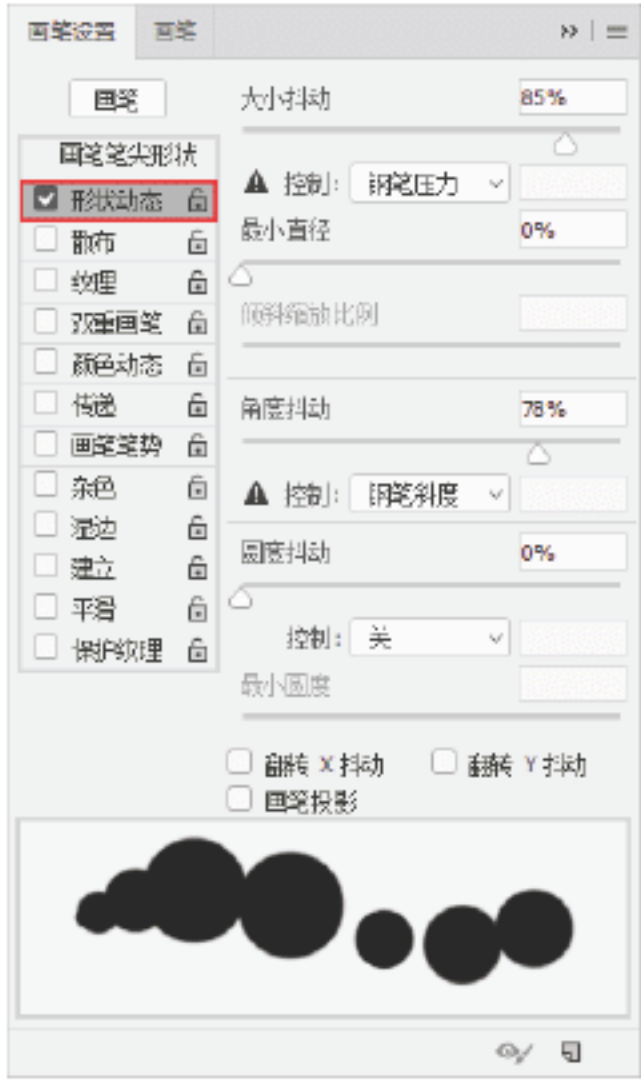 画笔设置 画笔
画笔
画笔笔尖形状
形状动态
散布
纹理
双重画笔
颜色动态
传递
画笔笔势
杂色
湿边
建立
平滑
保护纹理
大小抖动 85%
控制: 钢笔压力
最小直径 0%
倾斜缩放比例
角度抖动 78%
控制: 钢笔斜度
圆度抖动 0%
控制: 关
最小圆度
翻转 X 抖动 翻转 Y 抖动
画笔投影